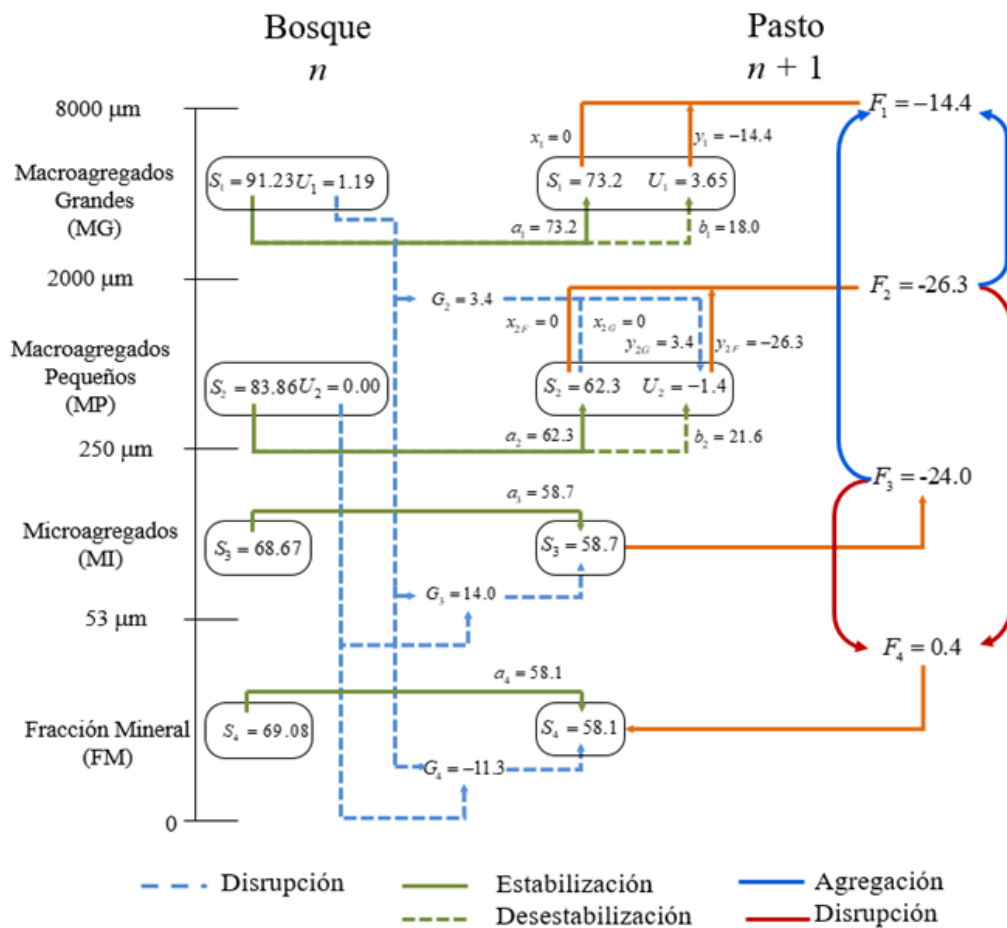 Bosque
n
Pasto
n + 1
8000 μm
Macroagregados
Grandes
(MG)
2000 μm
Macroagregados
Pequeños
(MP)
250 μm
Microagregados
(MI)
53 μm
Fracción Mineral
(FM)
0
S₁ = 91.23 U₁ = 1.19
x₁ = 0
y₁ = −14.4
F₁ = −14.4
S₁ = 73.2 U₁ = 3.65
a₁ = 73.2
b₁ = 18.0
G₂ = 3.4
F₂ = -26.3
x₂F = 0
x₂G = 0
y₂G = 3.4
y₂F = −26.3
S₂ = 83.86 U₂ = 0.00
S₂ = 62.3 U₂ = −1.4
a₂ = 62.3
b₂ = 21.6
F₃ = -24.0
a₃ = 58.7
S₃ = 68.67
S₃ = 58.7
G₃ = 14.0
F₄ = 0.4
a₄ = 58.1
S₄ = 69.08
S₄ = 58.1
G₄ = −11.3
Disrupción
Estabilización
Agregación
Desestabilización
Disrupción